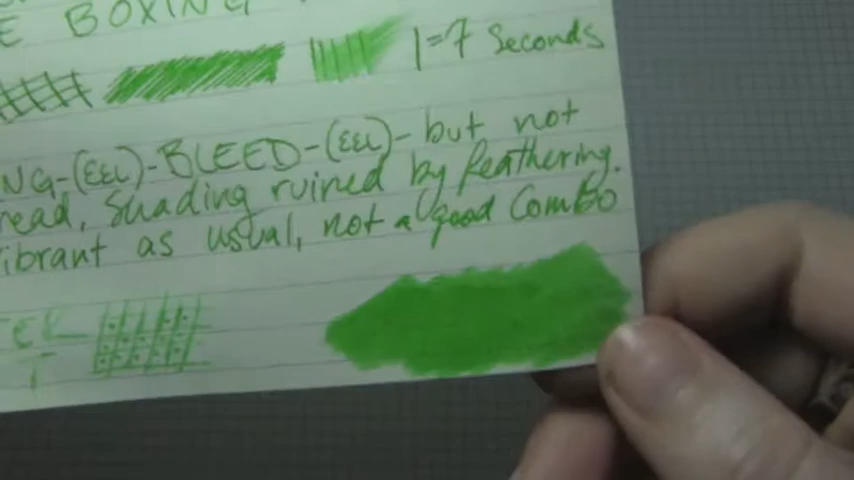 E BOXING
1=7 Seconds
NG-(EEL)-BLEED-(EEL)-but not
read, Shading ruined by feathering.
ibrant as usual, not a good Combo